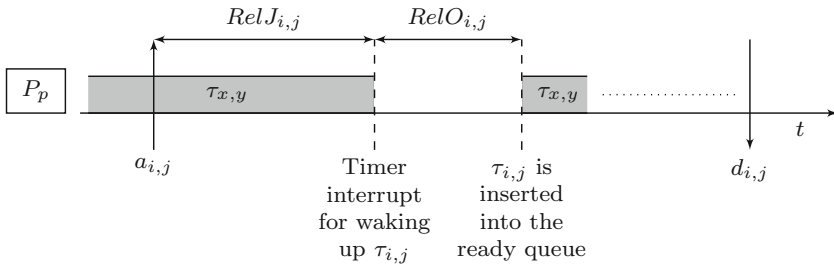 RelJ_{i,j} RelO_{i,j}
P_p τ_{x,y} τ_{x,y}
t
a_{i,j} d_{i,j}
Timer
interrupt
for waking
up τ_{i,j}
τ_{i,j} is
inserted
into the
ready queue